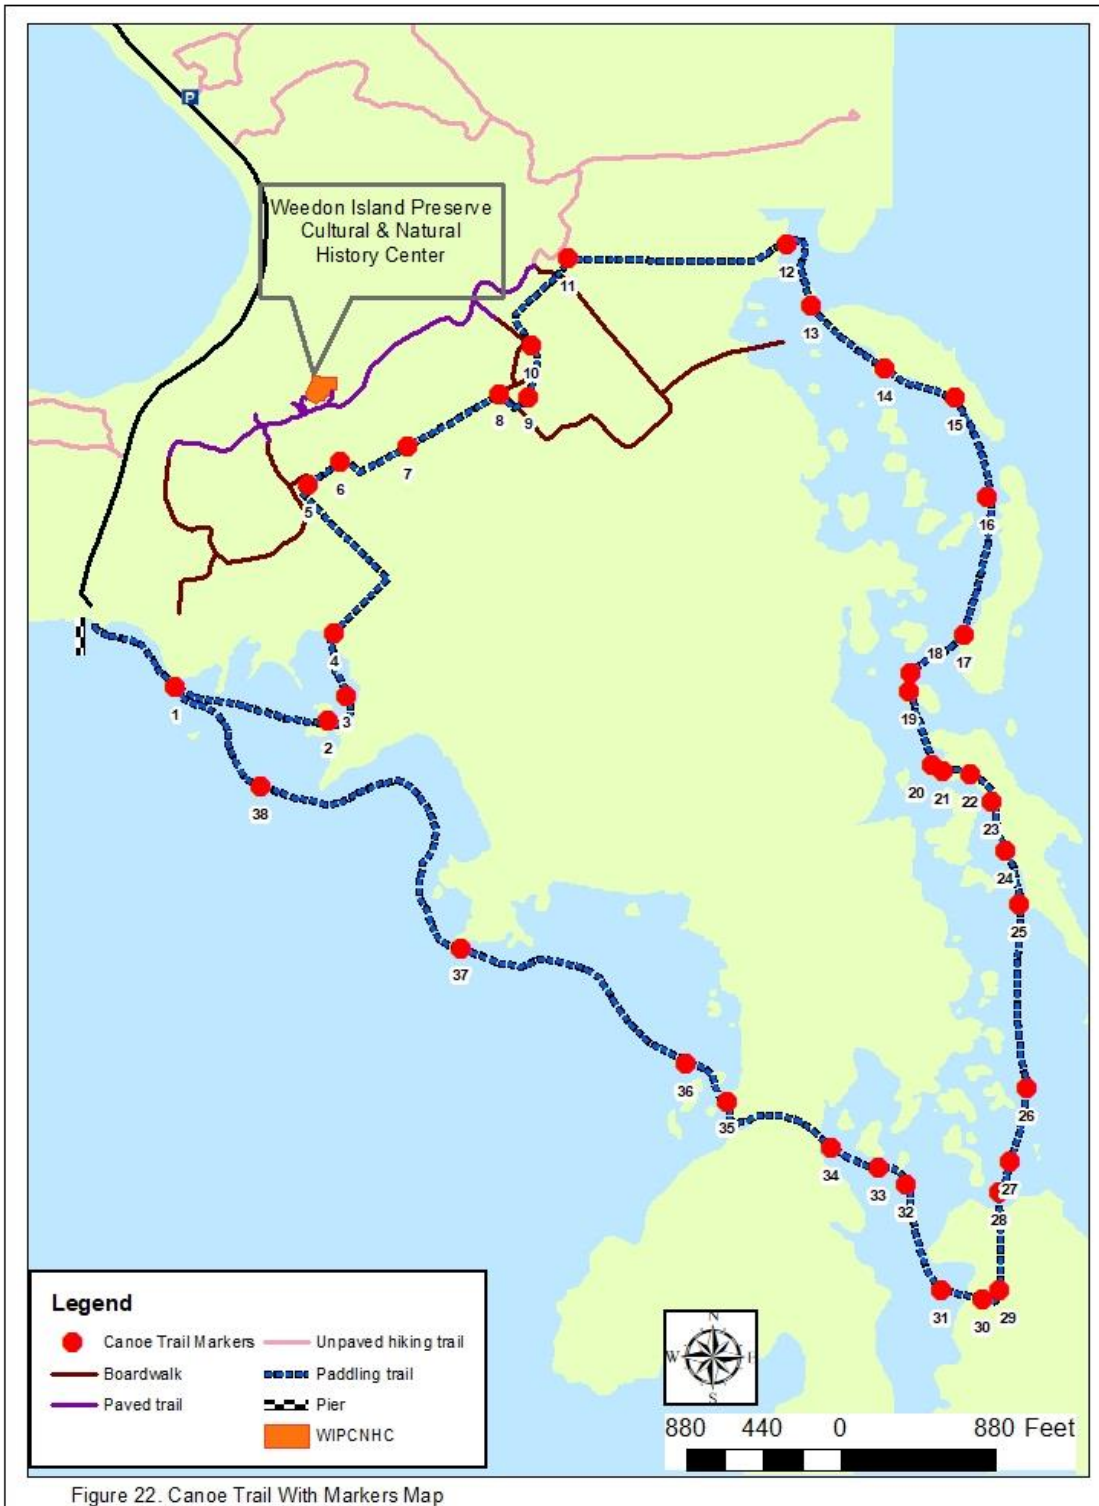 P
Weedon Island Preserve
Cultural & Natural
History Center
12
11
13
10
14
8
9
15
7
6
5
16
4
18
17
1
3
2
19
20
21
22
38
23
24
25
37
36
26
35
34
33
27
32
28
31
30
29
Legend
Canoe Trail Markers
Unpaved hiking trail
Boardwalk
Paddling trail
Paved trail
Pier
WIPCNHC
N
W E
S
880 440 0 880 Feet
Figure 22. Canoe Trail With Markers Map